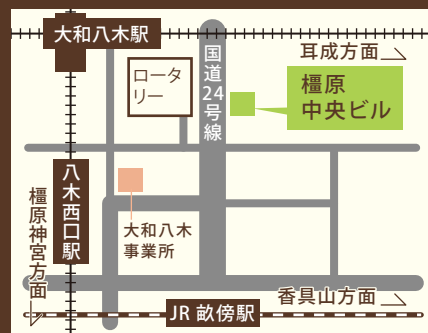 大和八木駅
耳成方面
国道24号線
ロータ
リー
橿原
中央ビル
八木西口駅
橿原神宮方面
大和八木
事業所
香具山方面
JR 畝傍駅